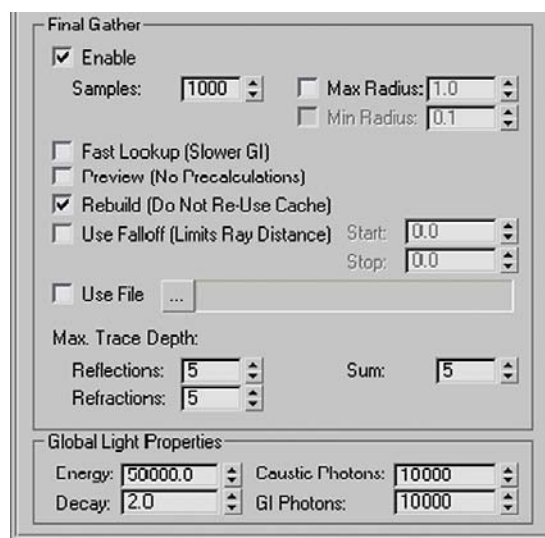 Final Gather
Enable
Samples: 1000 Max Radius: 1.0
Min Radius: 0.1
Fast Lookup (Slower GI)
Preview (No Precalculations)
Rebuild (Do Not Re-Use Cache)
Use Falloff (Limits Ray Distance) Start: 0.0
Stop: 0.0
Use File ...
Max. Trace Depth:
Reflections: 5 Sum: 5
Refractions: 5
Global Light Properties
Energy: 50000.0 Caustic Photons: 10000
Decay: 2.0 GI Photons: 10000